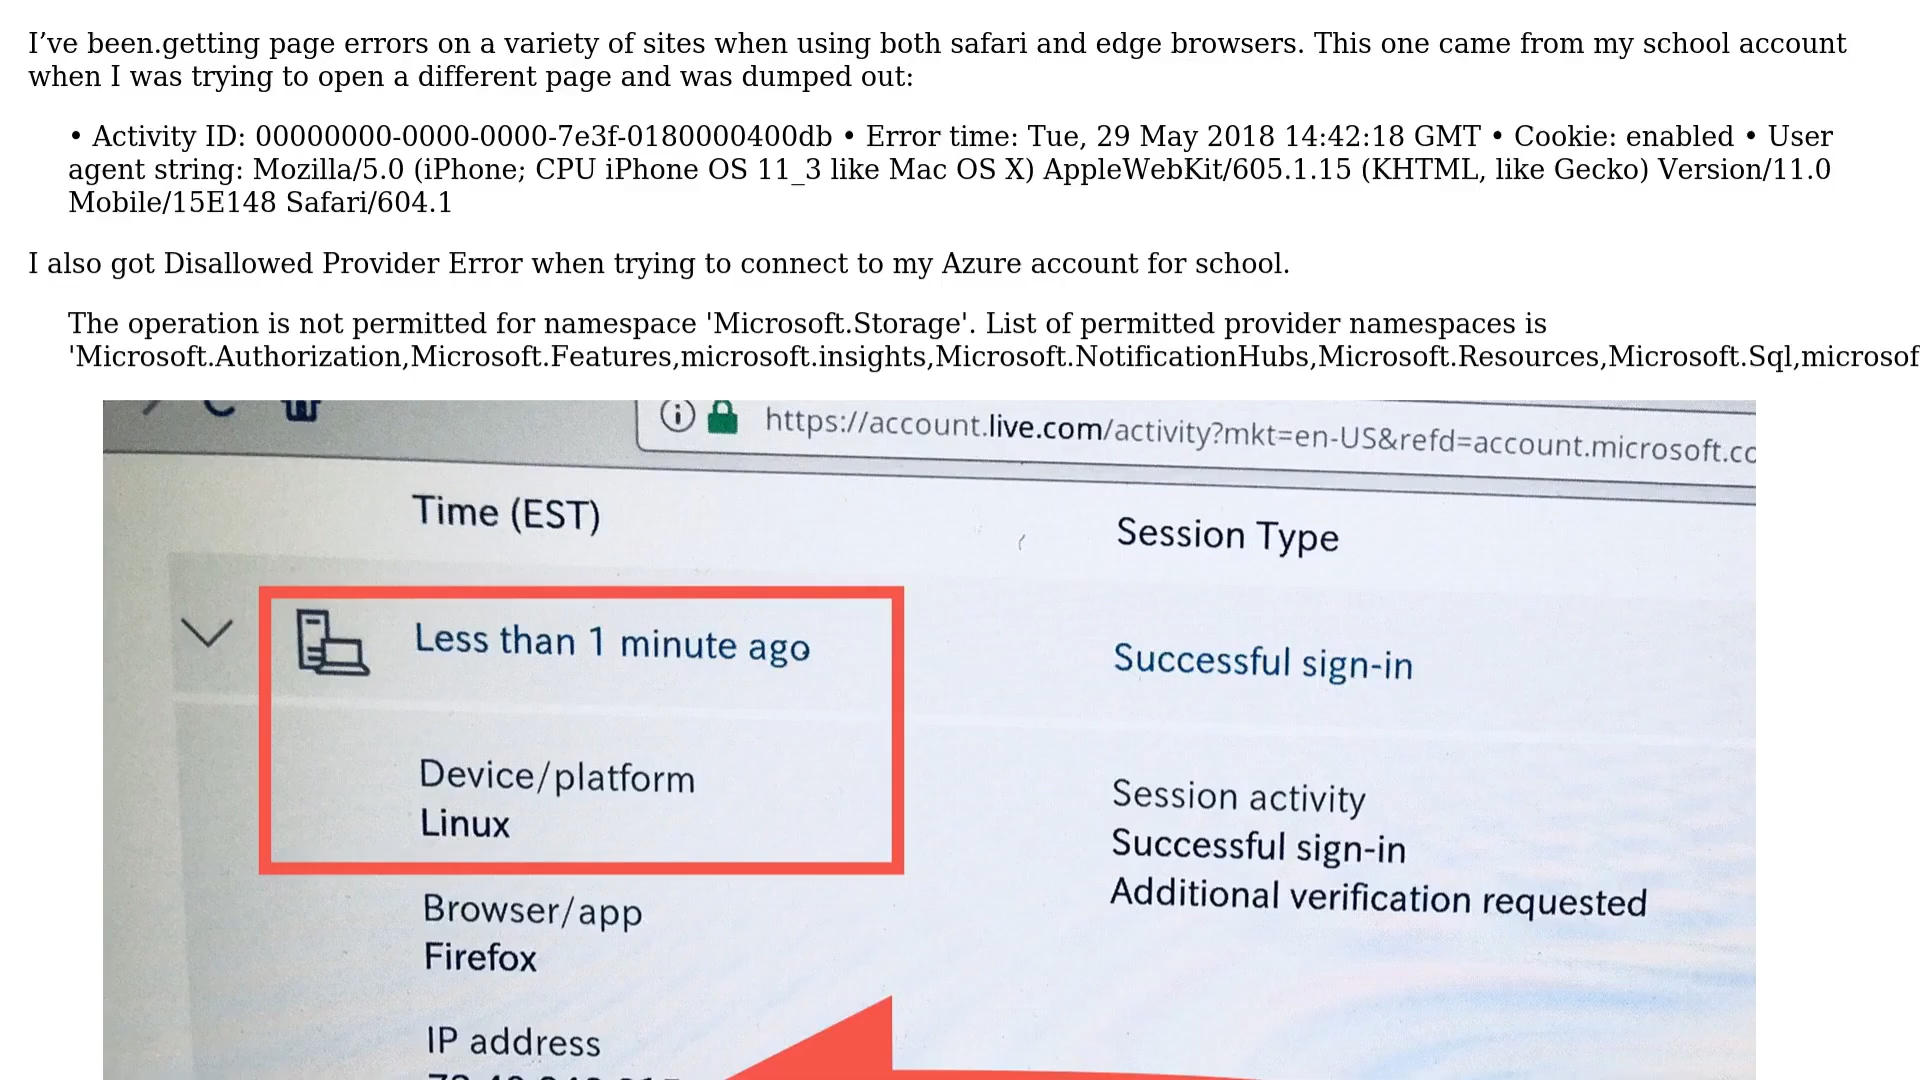 I’ve been.getting page errors on a variety of sites when using both safari and edge browsers. This one came from my school account
when I was trying to open a different page and was dumped out:
• Activity ID: 00000000-0000-0000-7e3f-0180000400db • Error time: Tue, 29 May 2018 14:42:18 GMT • Cookie: enabled • User
agent string: Mozilla/5.0 (iPhone; CPU iPhone OS 11_3 like Mac OS X) AppleWebKit/605.1.15 (KHTML, like Gecko) Version/11.0
Mobile/15E148 Safari/604.1
I also got Disallowed Provider Error when trying to connect to my Azure account for school.
The operation is not permitted for namespace 'Microsoft.Storage'. List of permitted provider namespaces is
'Microsoft.Authorization,Microsoft.Features,microsoft.insights,Microsoft.NotificationHubs,Microsoft.Resources,Microsoft.Sql,microsof
https://account.live.com/activity?mkt=en-US&refd=account.microsoft.co
Time (EST)
Session Type
Less than 1 minute ago
Successful sign-in
Device/platform
Linux
Session activity
Successful sign-in
Additional verification requested
Browser/app
Firefox
IP address